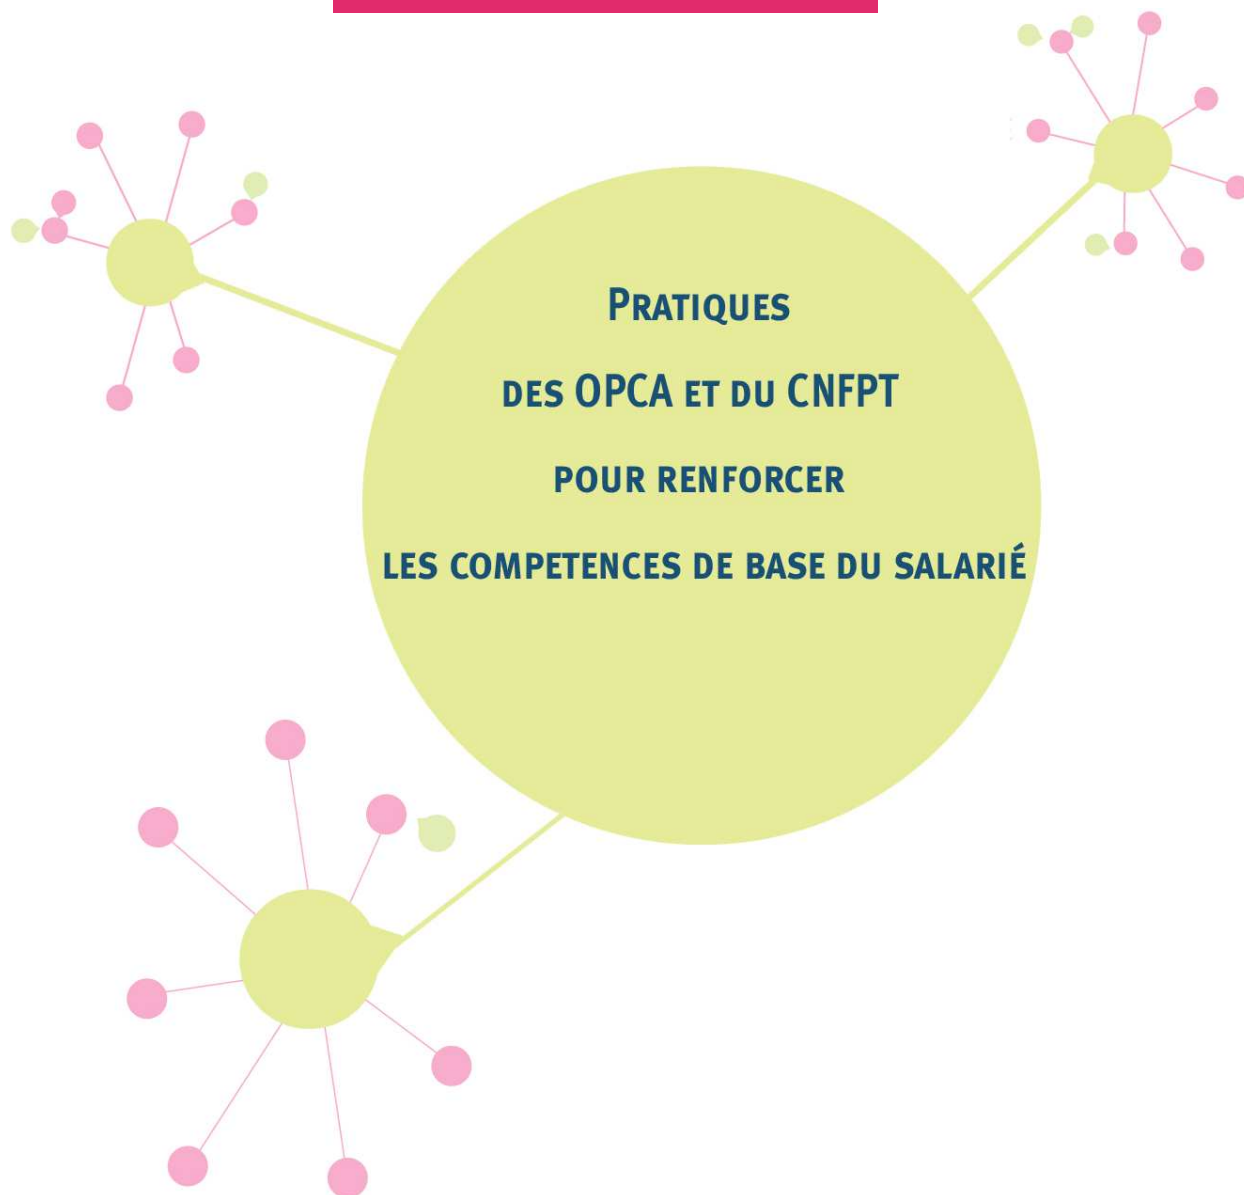 PRATIQUES
DES OPCA ET DU CNFPT
POUR RENFORCER
LES COMPETENCES DE BASE DU SALARIÉ